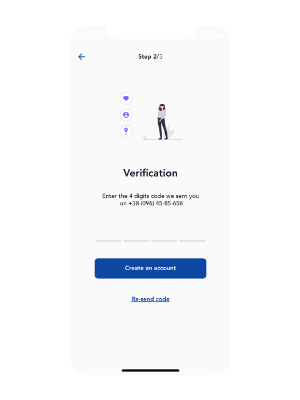 Step 2/3
Verification
Enter the 4 digits code we sent you
on +38 (096) 45-85-658
Create an account
Re-send code